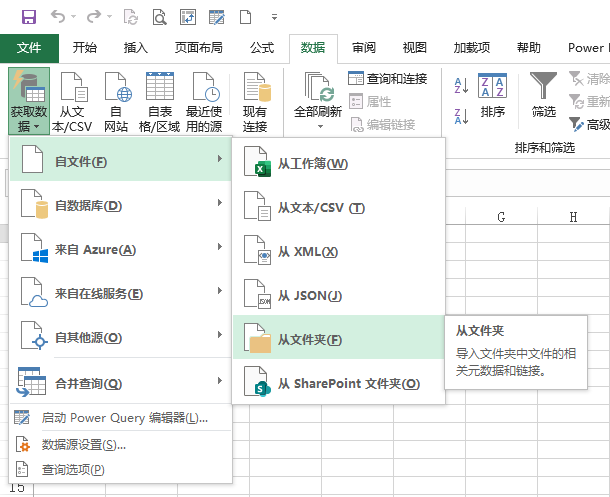 文件 开始 插入 页面布局 公式 数据 审阅 视图 加载项 帮助 Power
获取数据 从文本/CSV 自网站 自表格/区域 最近使用的源 现有连接 全部刷新 查询和连接 属性 编辑链接 排序 筛选 清除 重新 高级
排序和筛选
自文件(F)
自数据库(D)
来自 Azure(A)
来自在线服务(E)
自其他源(O)
合并查询(Q)
启动 Power Query 编辑器(L)...
数据源设置(S)...
查询选项(P)
从工作簿(W)
从文本/CSV (T)
从 XML(X)
从 JSON(J)
从文件夹(F)
从 SharePoint 文件夹(O)
从文件夹
导入文件夹中文件的相
关元数据和链接。
G H
15